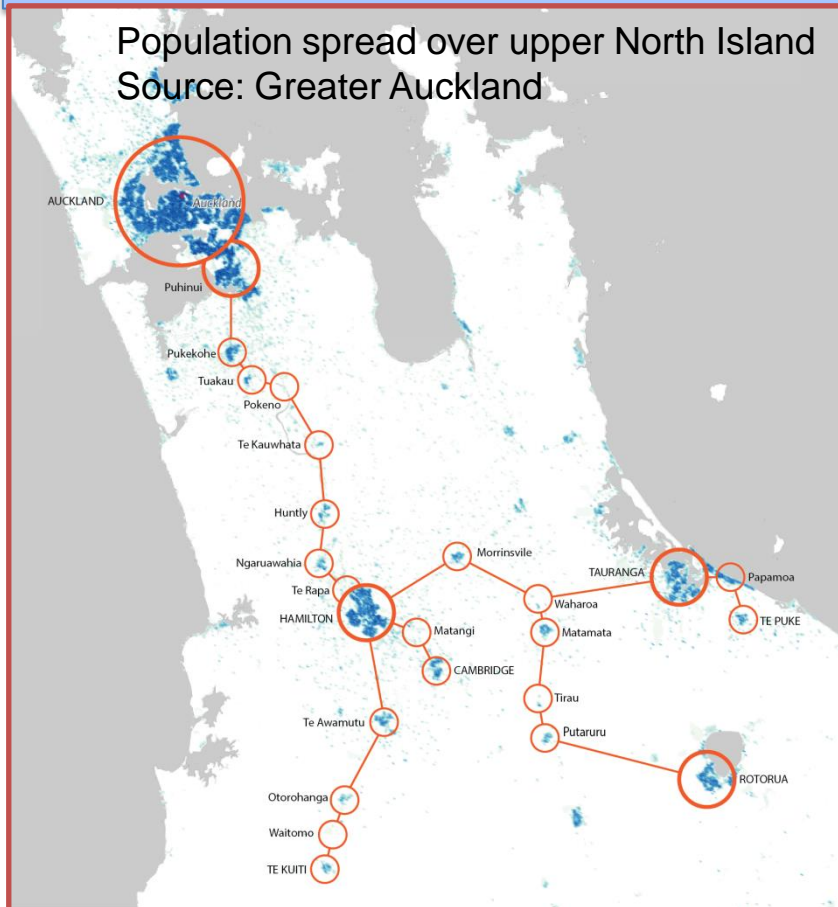 Population spread over upper North Island
Source: Greater Auckland
AUCKLAND
Auckland
Puhinui
Pukekohe
Tuakau
Pokeno
Te Kauwhata
Huntly
Ngaruawahia
Te Rapa
HAMILTON
Morrinsvile
Matangi
CAMBRIDGE
TAURANGA
Papamoa
TE PUKE
Waharoa
Matamata
Tirau
Putaruru
ROTORUA
Te Awamutu
Otorohanga
Waitomo
TE KUITI